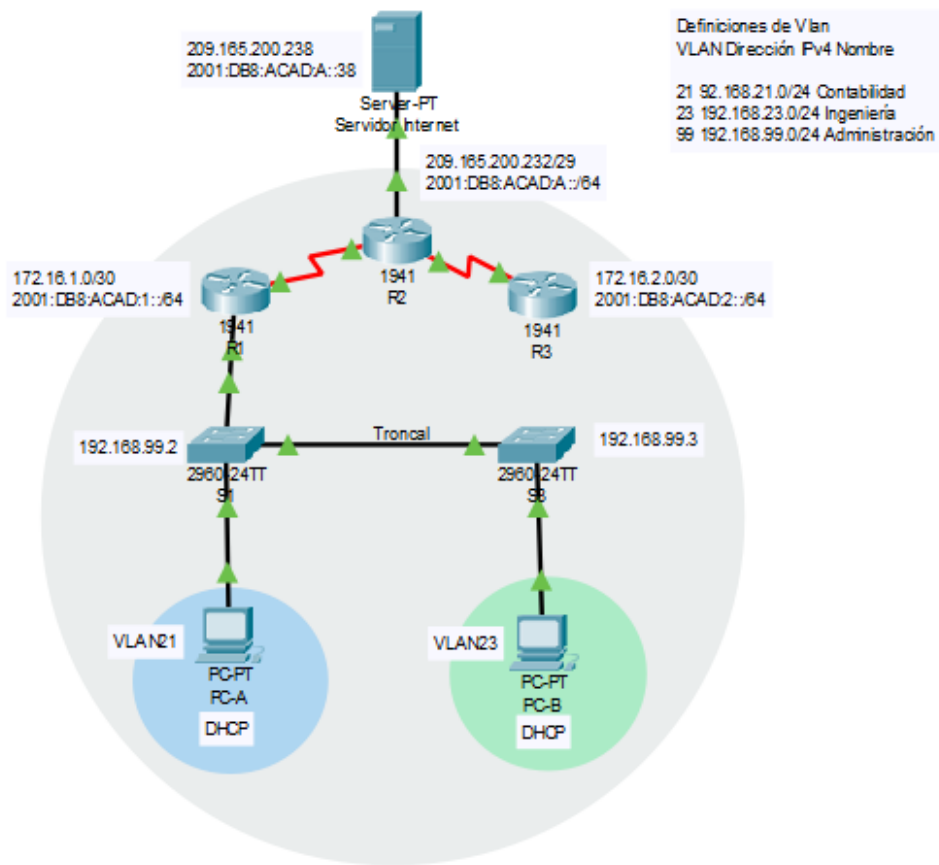 209.165.200.238
2001:DB8:ACAD:A::38
Server-PT
Servidor Internet
Definiciones de Vlan
VLAN Dirección IPv4 Nombre
21 92.168.21.0/24 Contabilidad
23 192.168.23.0/24 Ingeniería
99 192.168.99.0/24 Administración
209.165.200.232/29
2001:DB8:ACAD:A::/64
1941
R2
172.16.1.0/30
2001:DB8:ACAD:1::/64
1941
R1
172.16.2.0/30
2001:DB8:ACAD:2::/64
1941
R3
192.168.99.2
2960-24TT
S1
Troncal
192.168.99.3
2960-24TT
S3
VLAN21
PC-PT
PC-A
DHCP
VLAN23
PC-PT
PC-B
DHCP